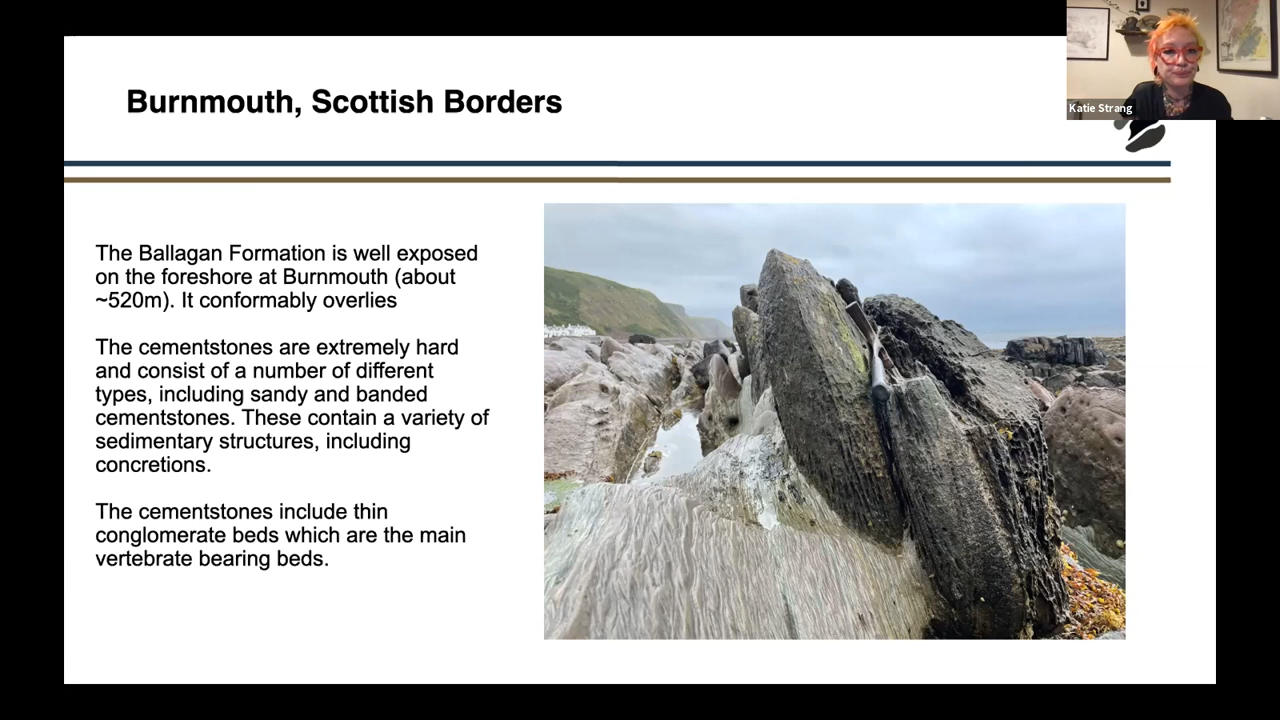 Katie Strang
Burnmouth, Scottish Borders
The Ballagan Formation is well exposed
on the foreshore at Burnmouth (about
~520m). It conformably overlies
The cementstones are extremely hard
and consist of a number of different
types, including sandy and banded
cementstones. These contain a variety of
sedimentary structures, including
concretions.
The cementstones include thin
conglomerate beds which are the main
vertebrate bearing beds.